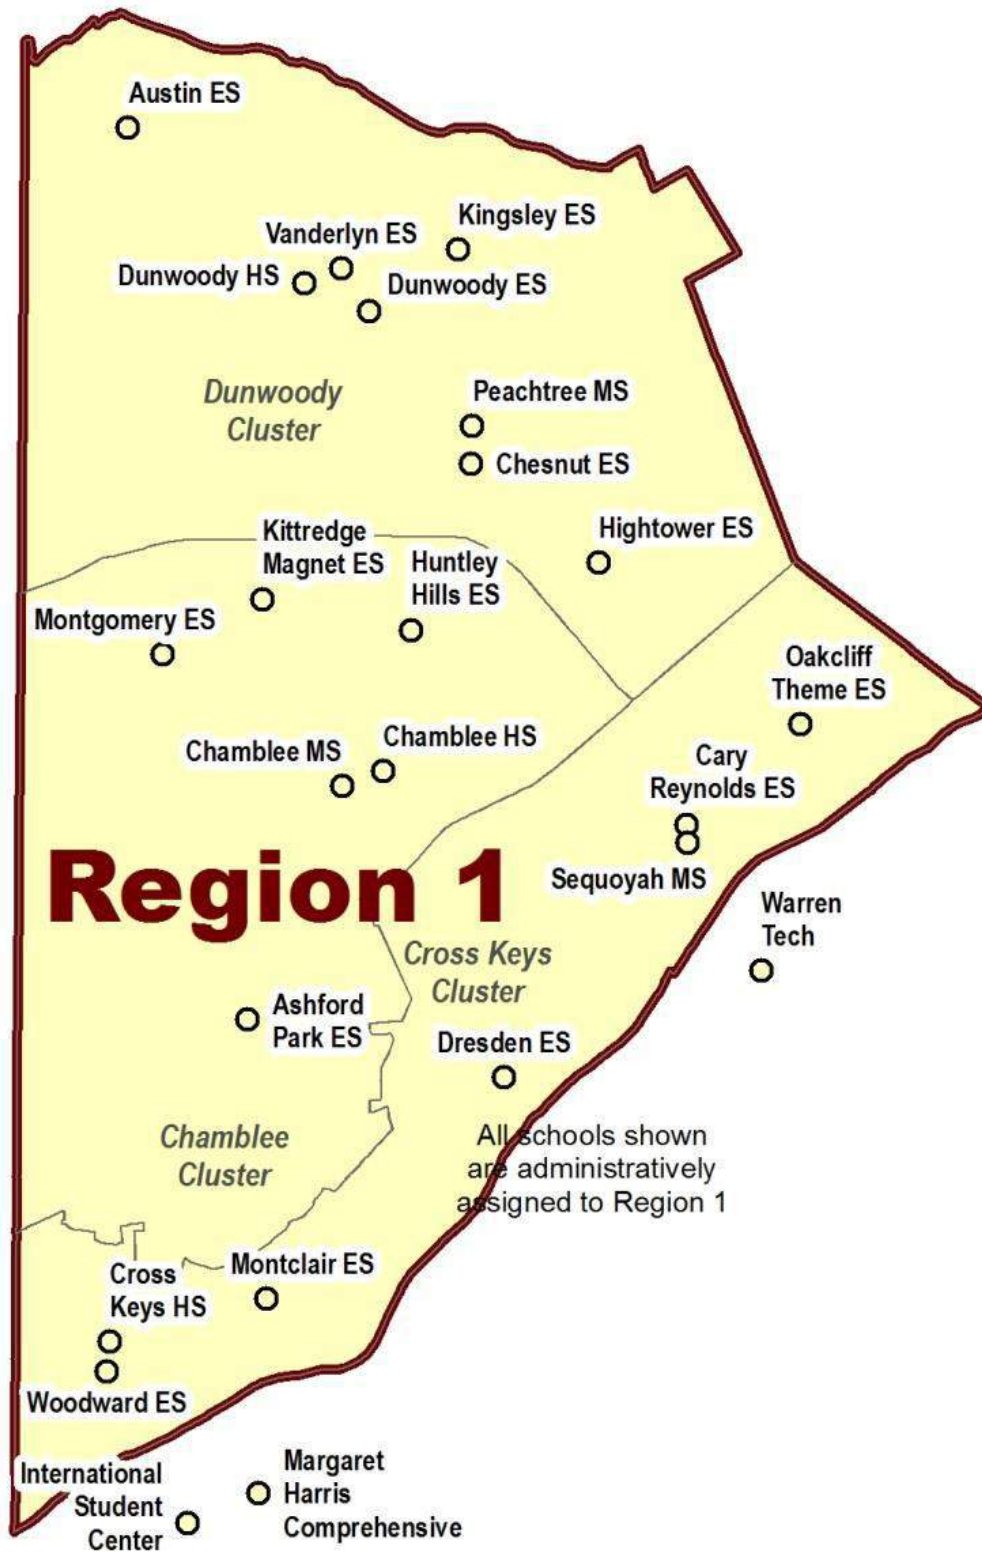 Austin ES
Kingsley ES
Vanderlyn ES
Dunwoody HS
Dunwoody ES
Dunwoody
Cluster
Peachtree MS
Chesnut ES
Hightower ES
Kittredge
Magnet ES
Huntley
Hills ES
Montgomery ES
Oakcliff
Theme ES
Chamblee HS
Chamblee MS
Cary
Reynolds ES
Sequoyah MS
Region 1
Warren
Tech
Cross Keys
Cluster
Ashford
Park ES
Dresden ES
Chamblee
Cluster
All schools shown
are administratively
assigned to Region 1
Montclair ES
Cross
Keys HS
Woodward ES
International
Student
Center
Margaret
Harris
Comprehensive